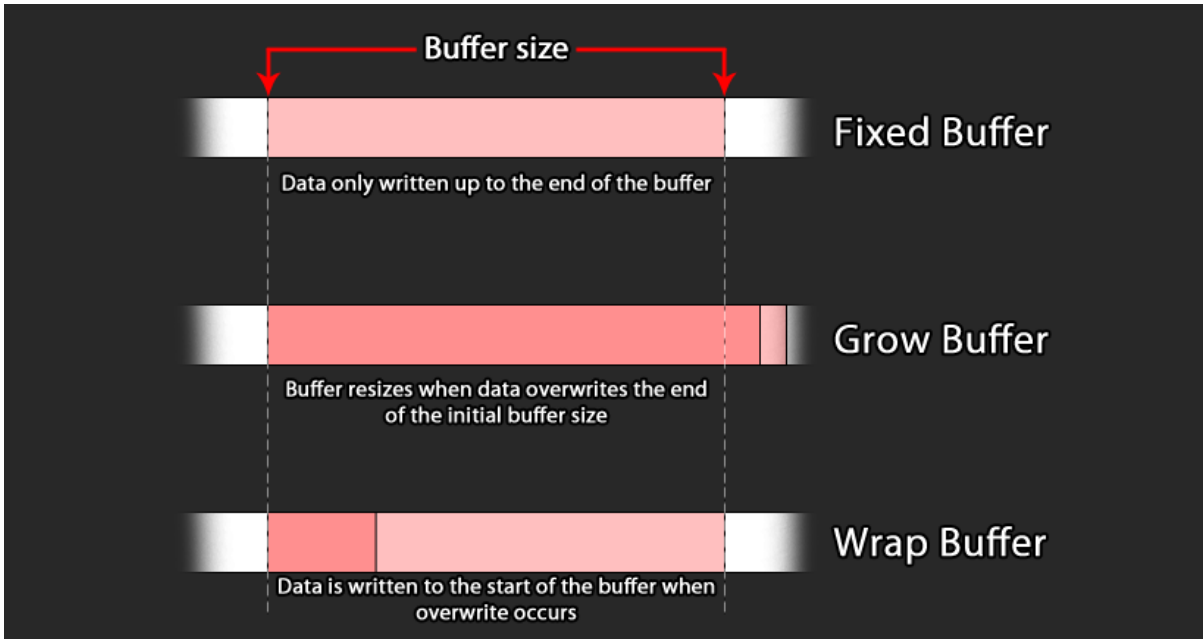 Buffer size
Fixed Buffer
Data only written up to the end of the buffer
Grow Buffer
Buffer resizes when data overwrites the end
of the initial buffer size
Wrap Buffer
Data is written to the start of the buffer when
overwrite occurs